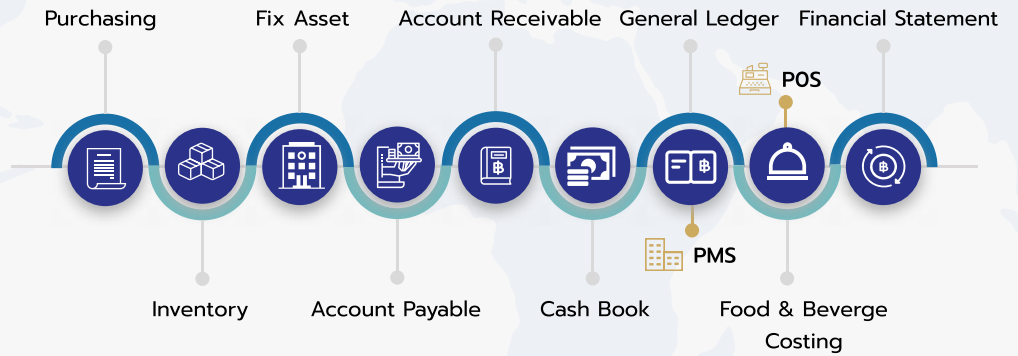 Purchasing
Fix Asset
Account Receivable
General Ledger
Financial Statement
POS
฿
฿
฿
PMS
Inventory
Account Payable
Cash Book
Food & Beverge
Costing